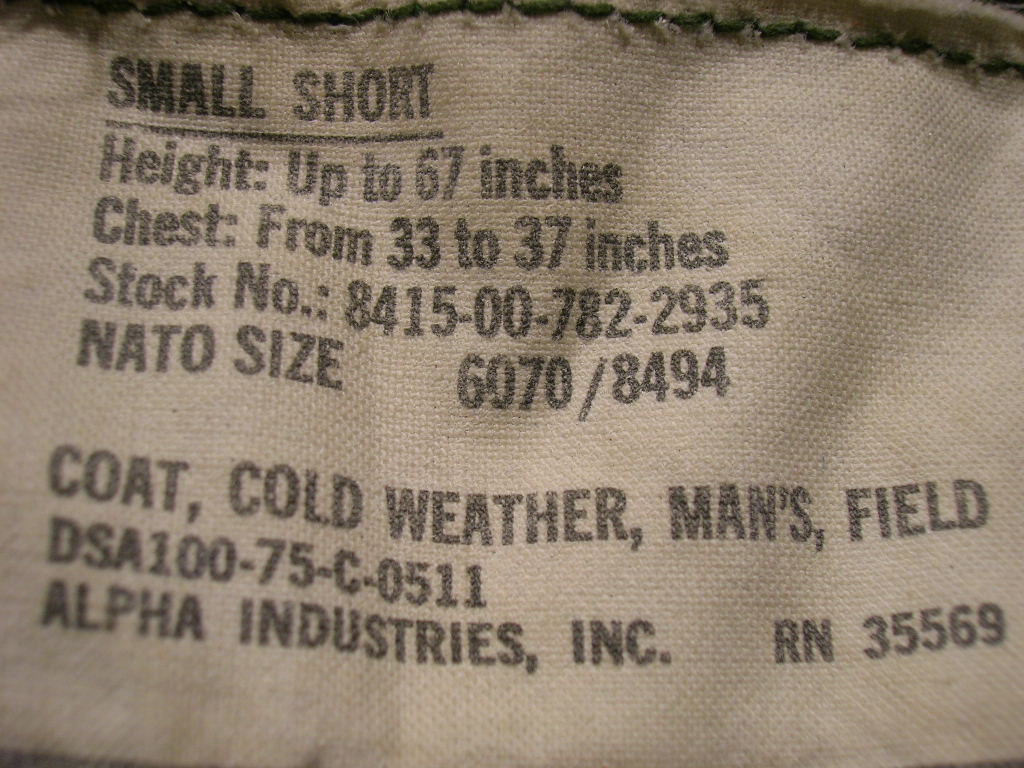 SMALL SHORT
Height: Up to 67 inches
Chest: From 33 to 37 inches
Stock No.: 8415-00-782-2935
NATO SIZE 6070/8494
COAT, COLD WEATHER, MAN'S, FIELD
DSA100-75-C-0511
ALPHA INDUSTRIES, INC. RN 35569